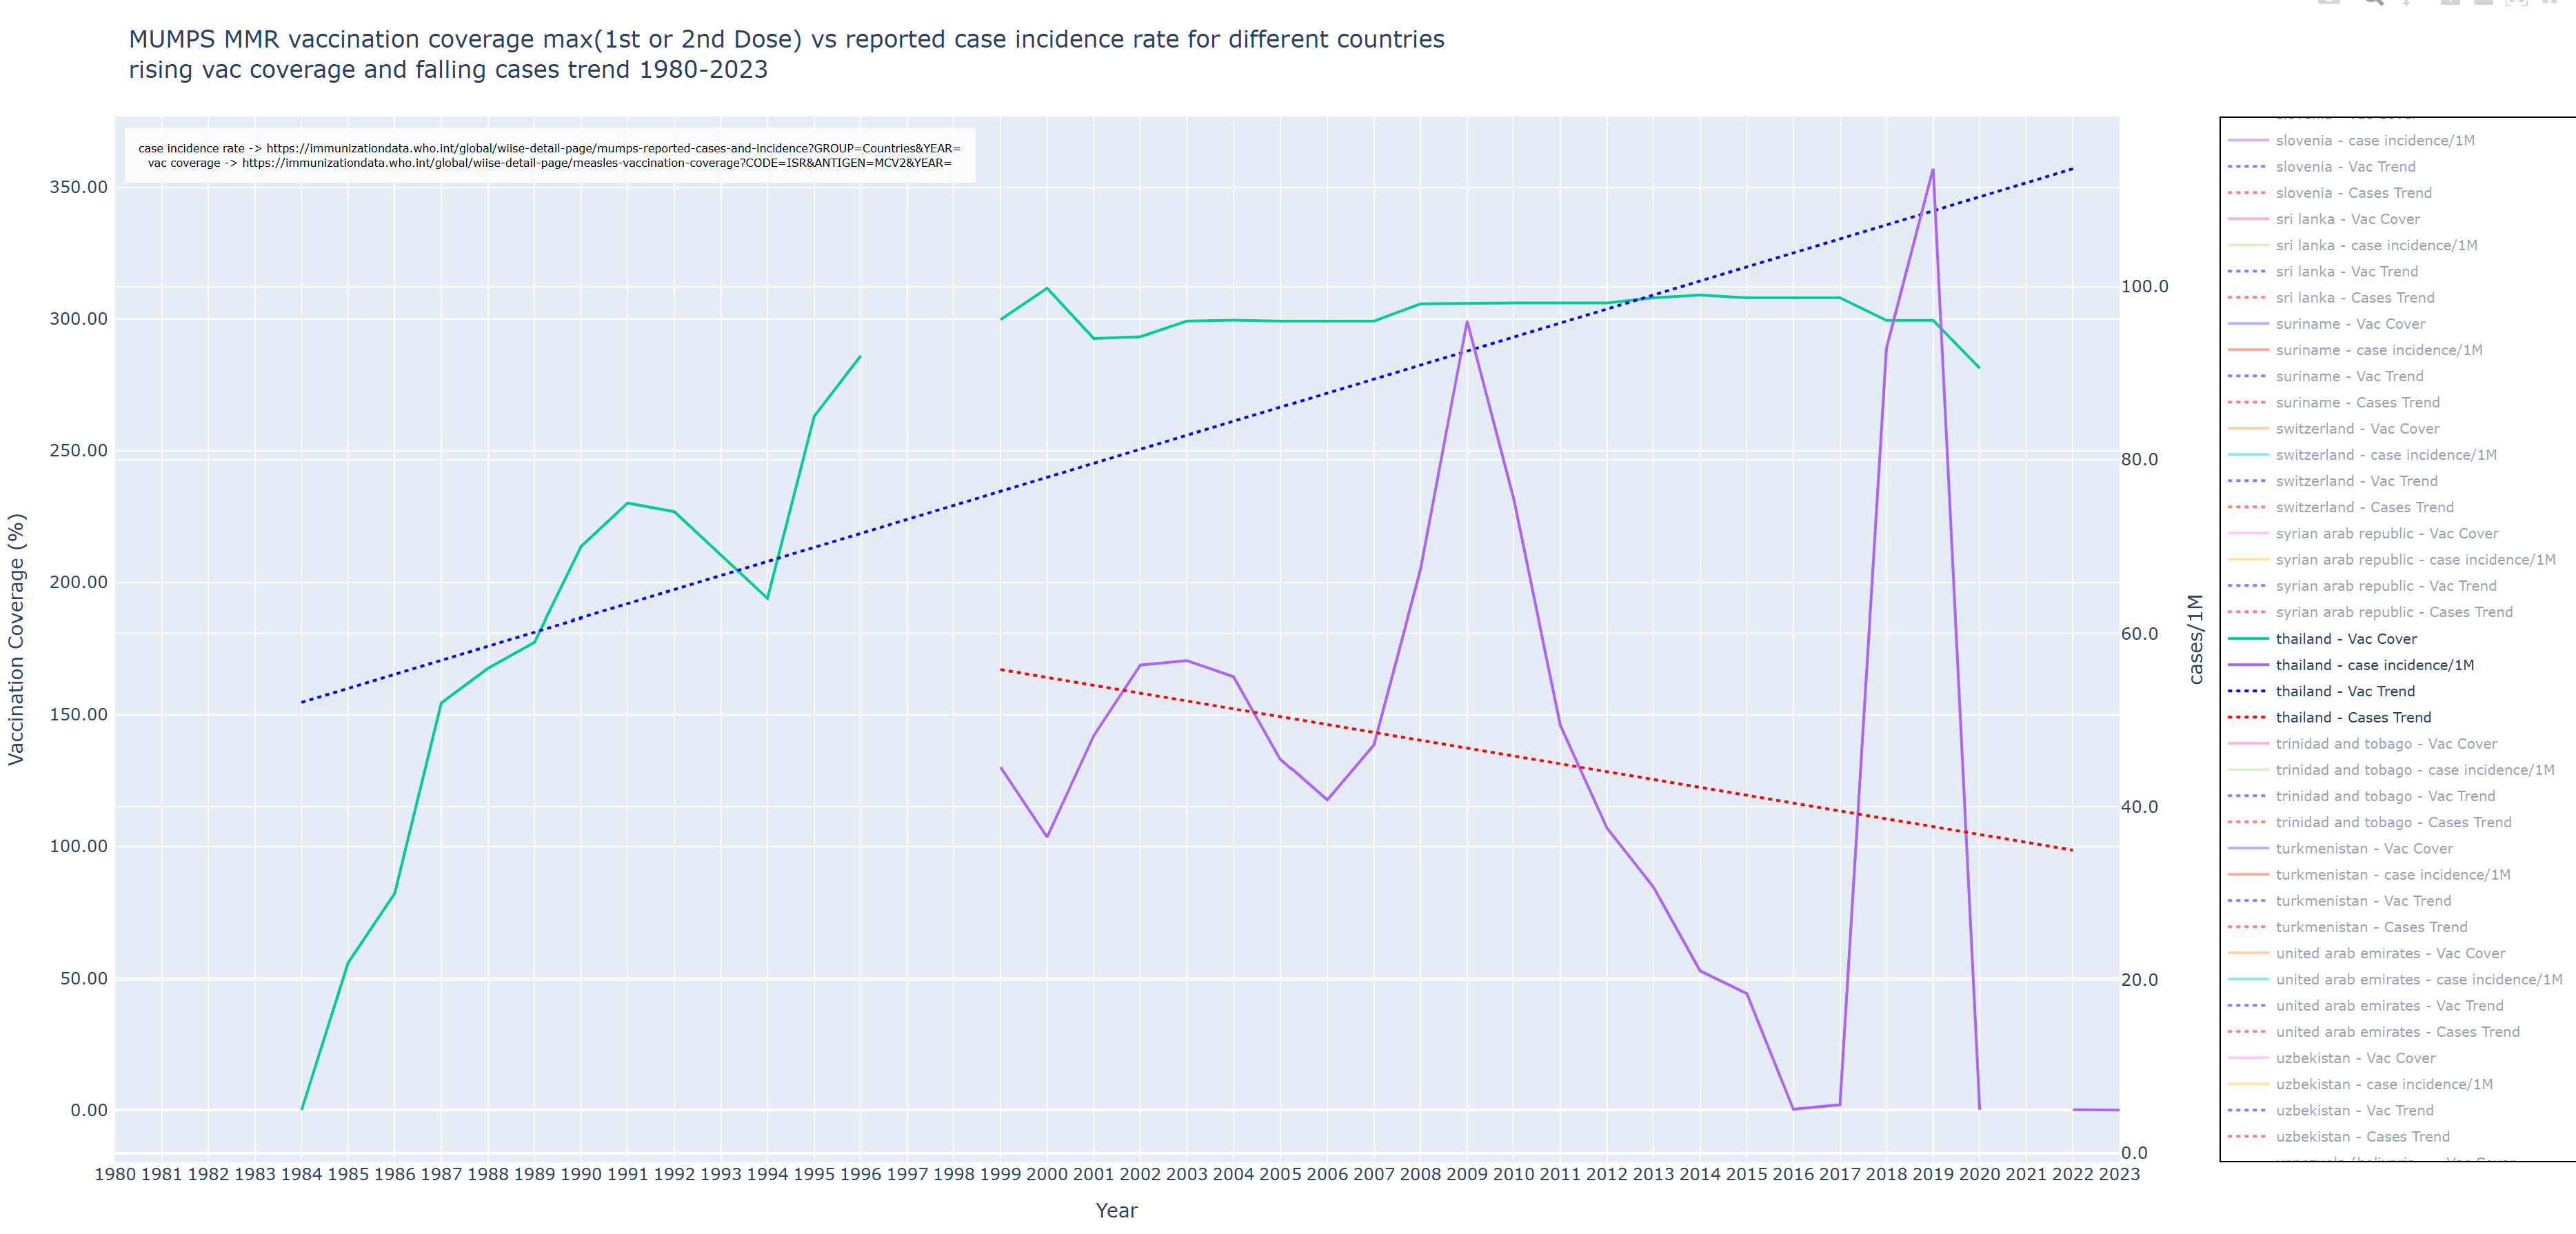 MUMPS MMR vaccination coverage max(1st or 2nd Dose) vs reported case incidence rate for different countries
rising vac coverage and falling cases trend 1980-2023
case incidence rate -> https://immunizationdata.who.int/global/wiise-detail-page/mumps-reported-cases-and-incidence?GROUP=Countries&YEAR=
vac coverage -> https://immunizationdata.who.int/global/wiise-detail-page/measles-vaccination-coverage?CODE=ISR&ANTIGEN=MCV2&YEAR=
Vaccination Coverage (%)
350.00
300.00
250.00
200.00
150.00
100.00
50.00
0.00
1980 1981 1982 1983 1984 1985 1986 1987 1988 1989 1990 1991 1992 1993 1994 1995 1996 1997 1998 1999 2000 2001 2002 2003 2004 2005 2006 2007 2008 2009 2010 2011 2012 2013 2014 2015 2016 2017 2018 2019 2020 2021 2022 2023
Year
100.0
80.0
60.0
40.0
20.0
0.0
cases/1M
slovenia - Vac Cover
slovenia - case incidence/1M
slovenia - Vac Trend
slovenia - Cases Trend
sri lanka - Vac Cover
sri lanka - case incidence/1M
sri lanka - Vac Trend
sri lanka - Cases Trend
suriname - Vac Cover
suriname - case incidence/1M
suriname - Vac Trend
suriname - Cases Trend
switzerland - Vac Cover
switzerland - case incidence/1M
switzerland - Vac Trend
switzerland - Cases Trend
syrian arab republic - Vac Cover
syrian arab republic - case incidence/1M
syrian arab republic - Vac Trend
syrian arab republic - Cases Trend
thailand - Vac Cover
thailand - case incidence/1M
thailand - Vac Trend
thailand - Cases Trend
trinidad and tobago - Vac Cover
trinidad and tobago - case incidence/1M
trinidad and tobago - Vac Trend
trinidad and tobago - Cases Trend
turkmenistan - Vac Cover
turkmenistan - case incidence/1M
turkmenistan - Vac Trend
turkmenistan - Cases Trend
united arab emirates - Vac Cover
united arab emirates - case incidence/1M
united arab emirates - Vac Trend
united arab emirates - Cases Trend
uzbekistan - Vac Cover
uzbekistan - case incidence/1M
uzbekistan - Vac Trend
uzbekistan - Cases Trend